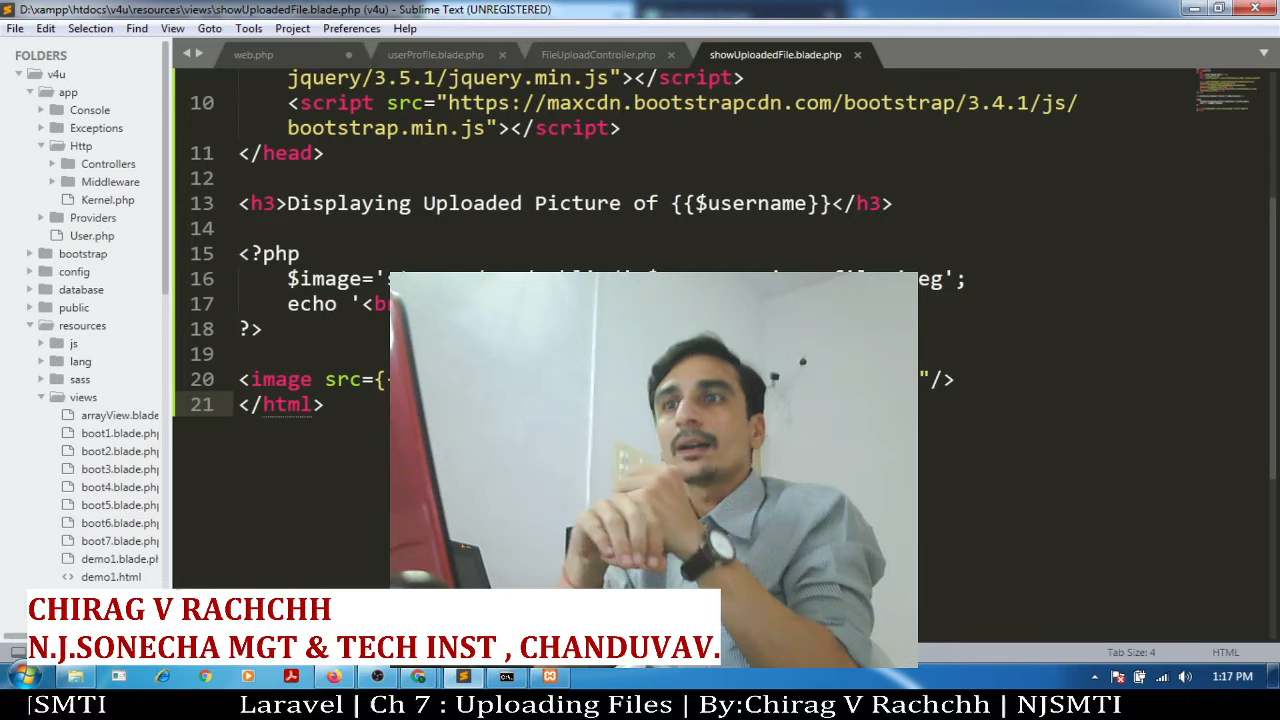 D:\xampp\htdocs\v4u\resources\views\showUploadedFile.blade.php (v4u) - Sublime Text (UNREGISTERED)
File Edit Selection Find View Goto Tools Project Preferences Help
FOLDERS
web.php userProfile.blade.php FileUploadController.php showUploadedFile.blade.php
v4u
app
Console
Exceptions
Http
Controllers
Middleware
Kernel.php
Providers
User.php
bootstrap
config
database
public
resources
js
lang
sass
views
arrayView.blade
boot1.blade.php
boot2.blade.php
boot3.blade.php
boot4.blade.php
boot5.blade.php
boot6.blade.php
boot7.blade.php
demo1.blade.ph
demo1.html
jquery/3.5.1/jquery.min.js"></script>
10 <script src="https://maxcdn.bootstrapcdn.com/bootstrap/3.4.1/js/
bootstrap.min.js"></script>
11 </head>
12
13 <h3>Displaying Uploaded Picture of {{$username}}</h3>
14
15 <?php
16 $image='s eg';
17 echo '<b
18 ?>
19
20 <image src={ "/>
21 </html>
CHIRAG V RACHCHH
N.J.SONECHA MGT & TECH INST , CHANDUVAV.
Tab Size: 4 HTML
1:17 PM
SMTI Laravel | Ch 7 : Uploading Files | By:Chirag V Rachchh | NJSMTI